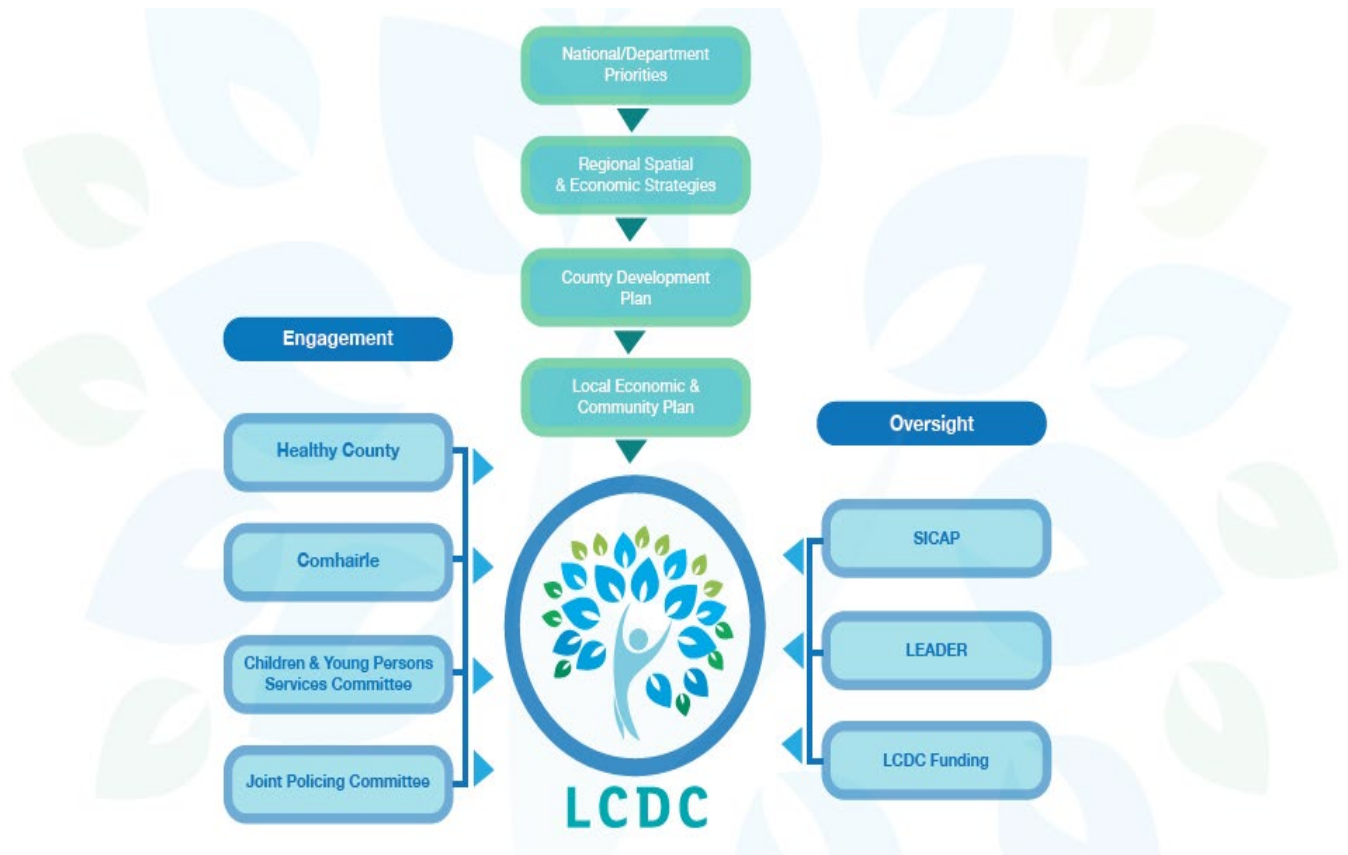 National/Department
Priorities
Regional Spatial
& Economic Strategies
County Development
Plan
Local Economic &
Community Plan
Engagement
Healthy County
Comhairle
Children & Young Persons
Services Committee
Joint Policing Committee
Oversight
SICAP
LEADER
LCDC Funding
LCDC